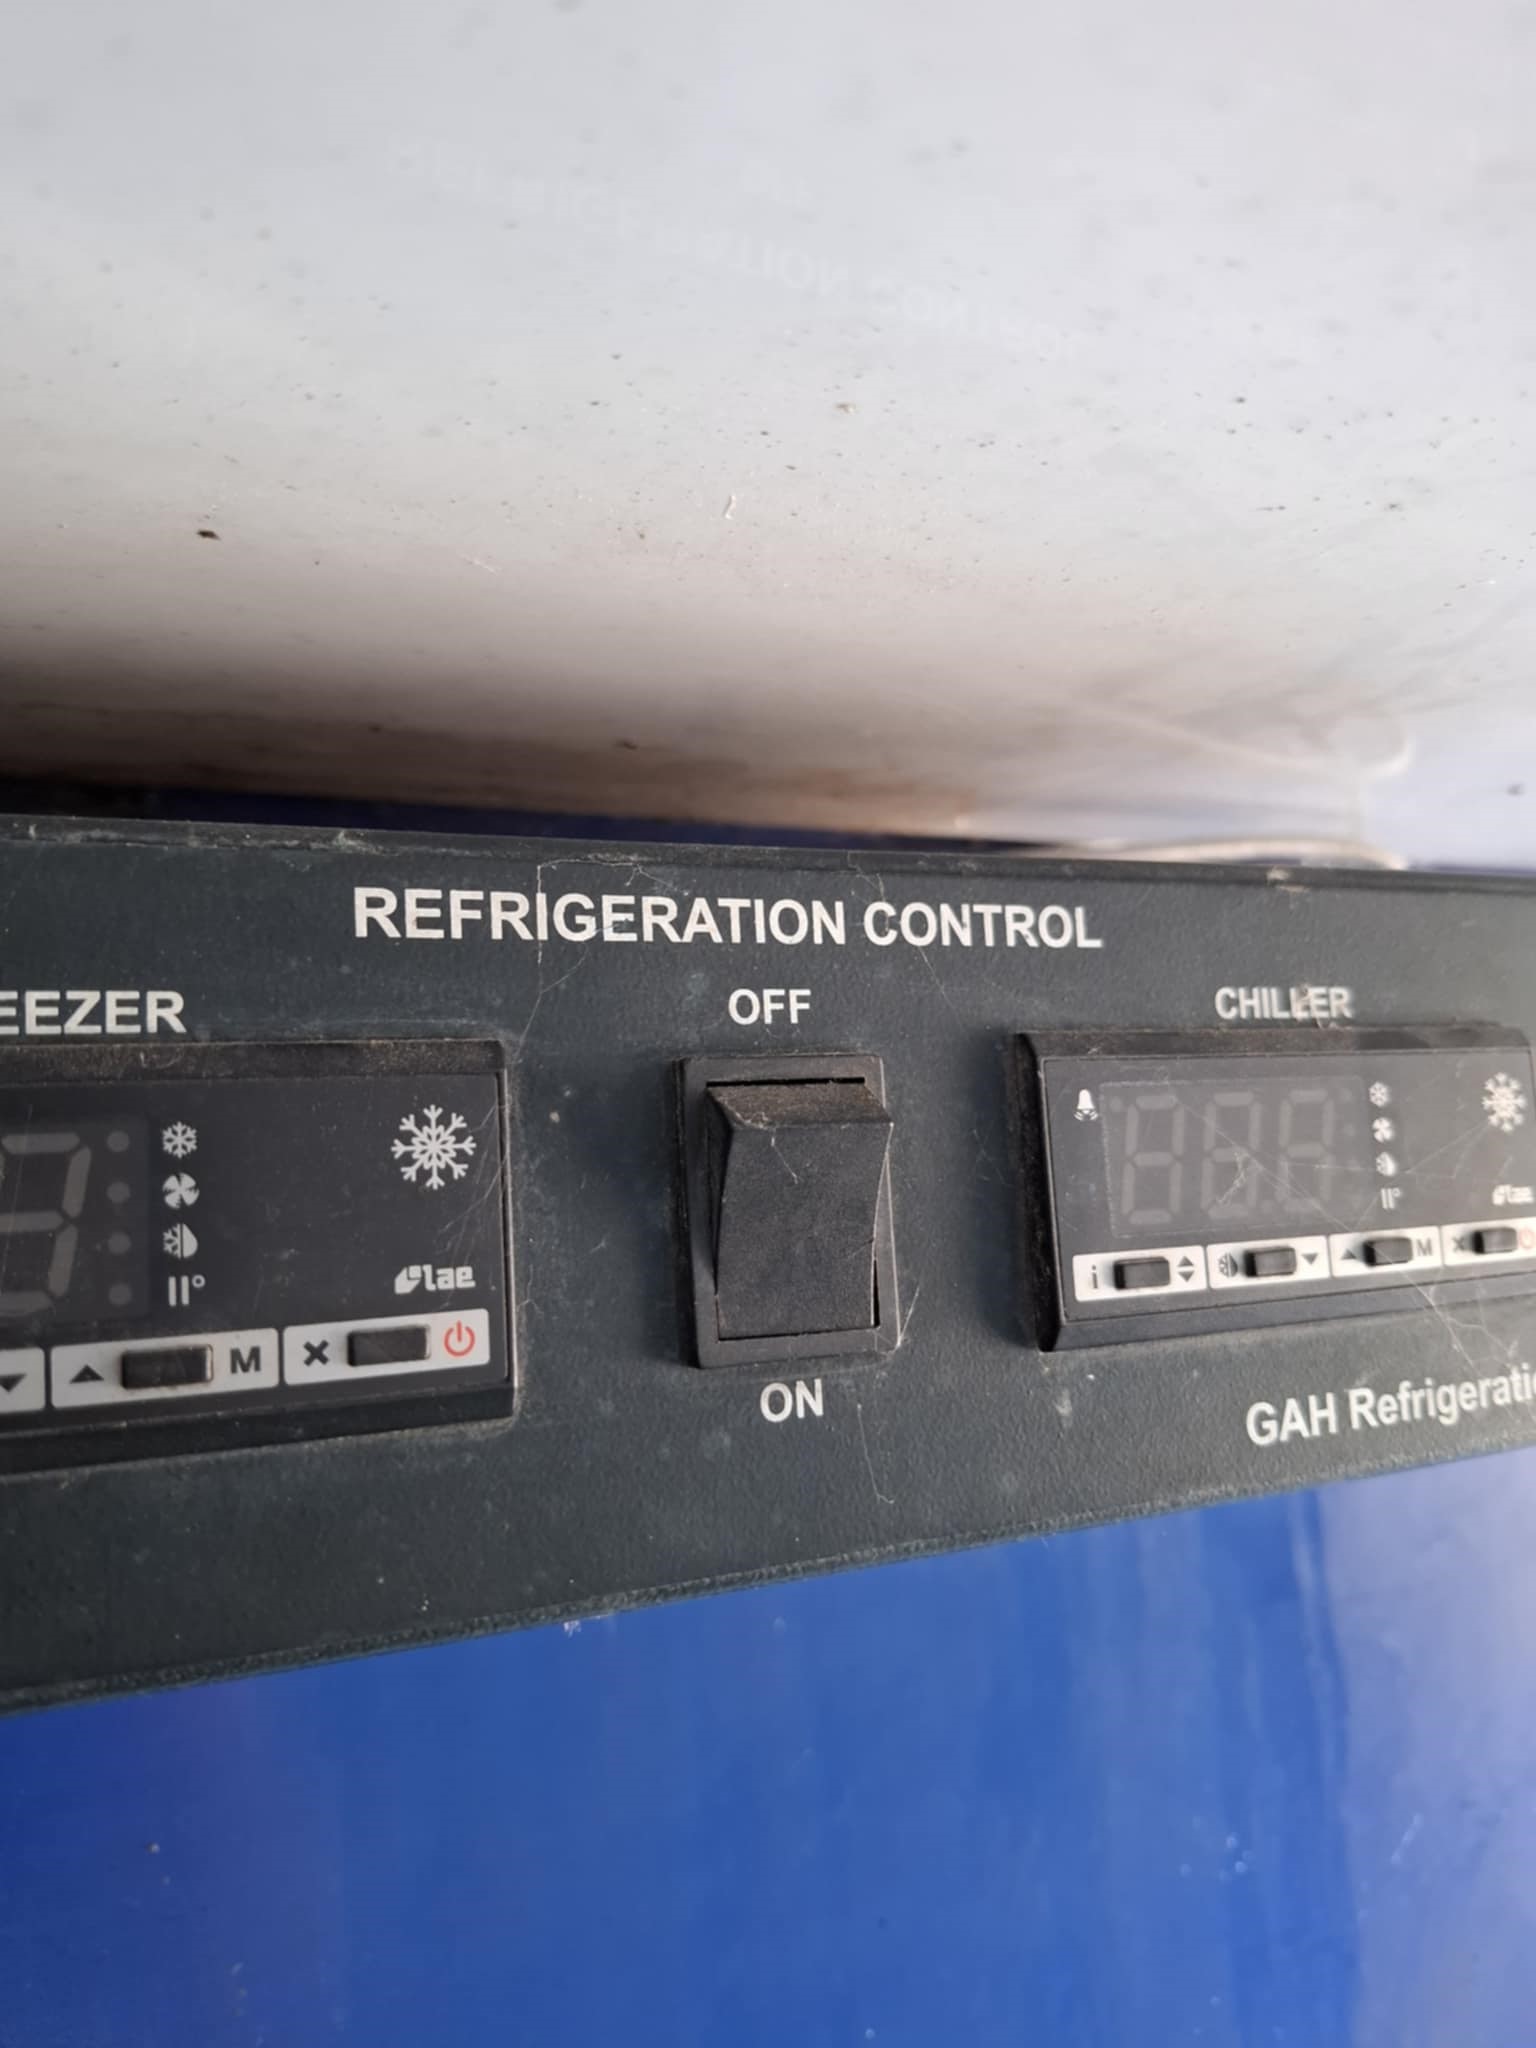 REFRIGERATION CONTROL
EEZER
OFF
CHILLER
lae
lae
i
M
M
ON
GAH Refrigeratio